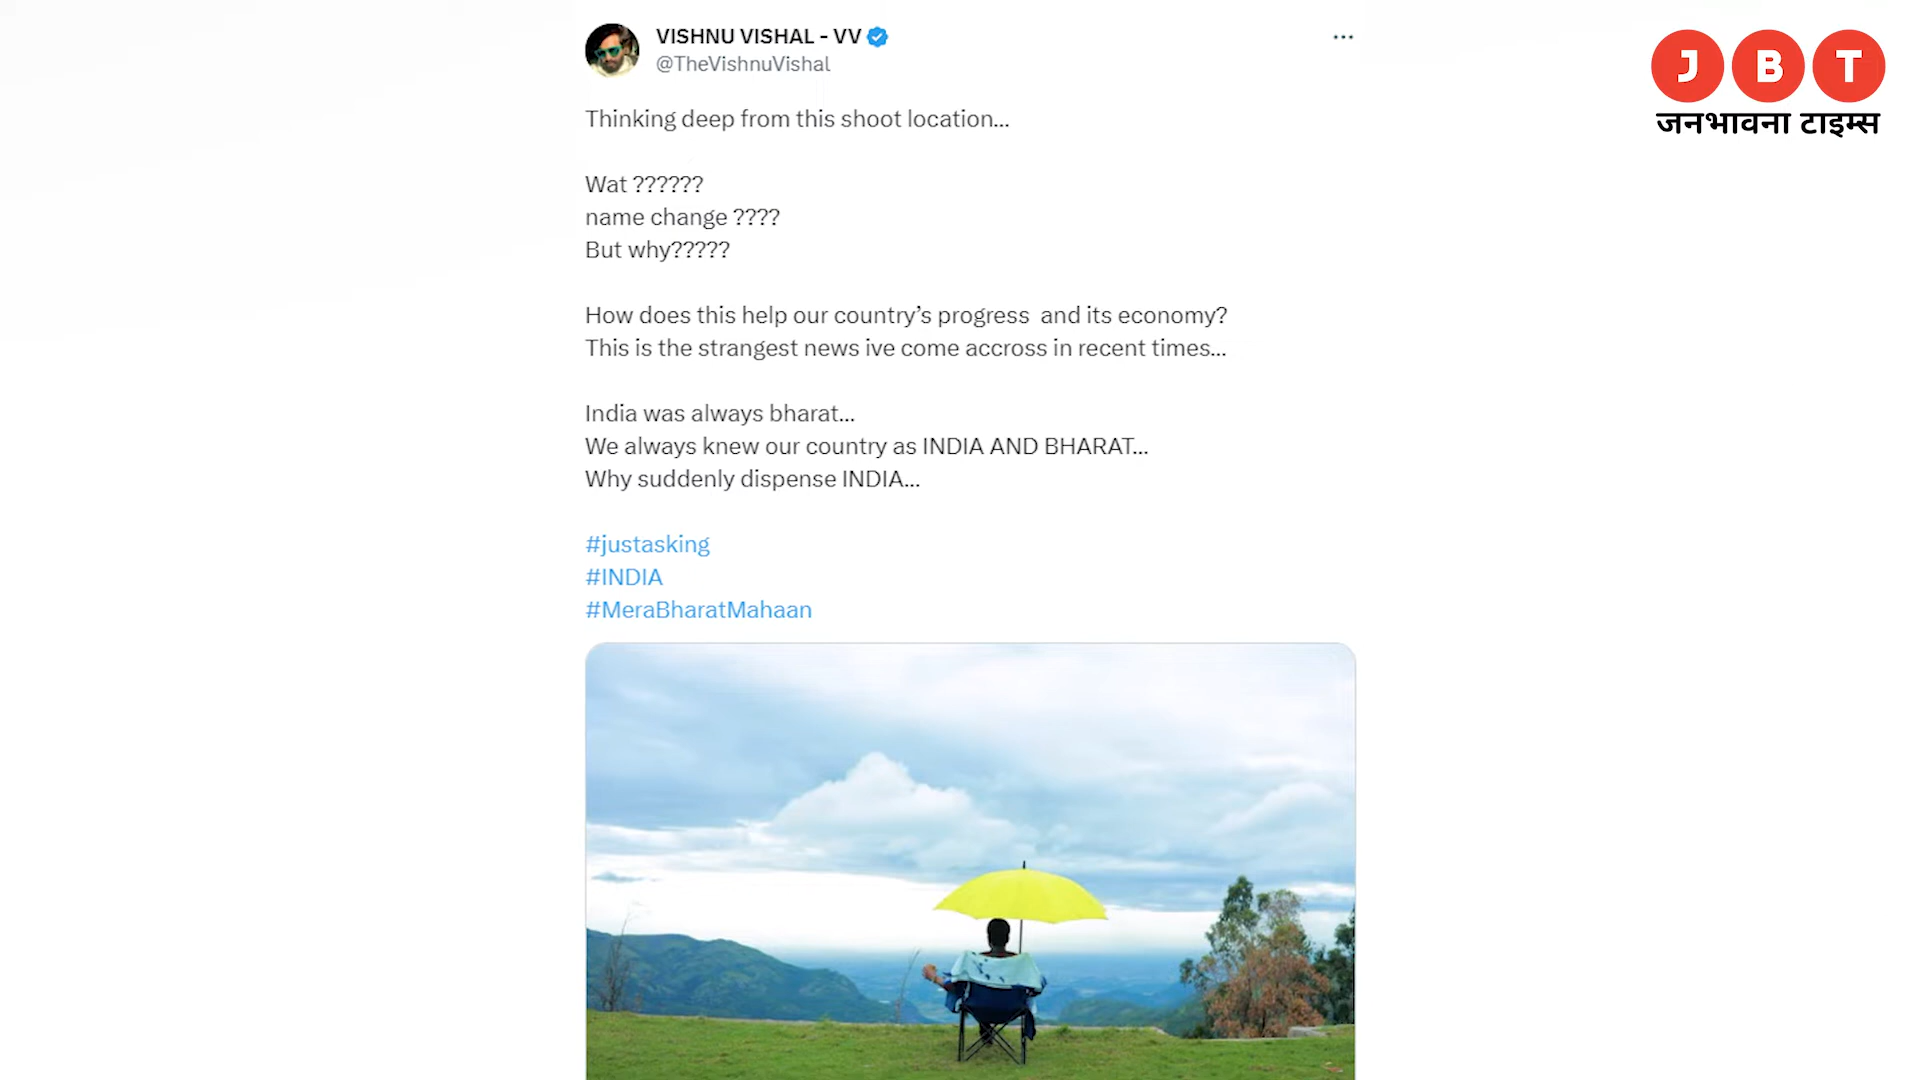 VISHNU VISHAL - VV
@TheVishnuVishal
Thinking deep from this shoot location...
Wat ??????
name change ????
But why?????
How does this help our country’s progress  and its economy?
This is the strangest news ive come accross in recent times...
India was always bharat...
We always knew our country as INDIA AND BHARAT...
Why suddenly dispense INDIA...
#justasking
#INDIA
#MeraBharatMahaan
J B T
जनभावना टाइम्स